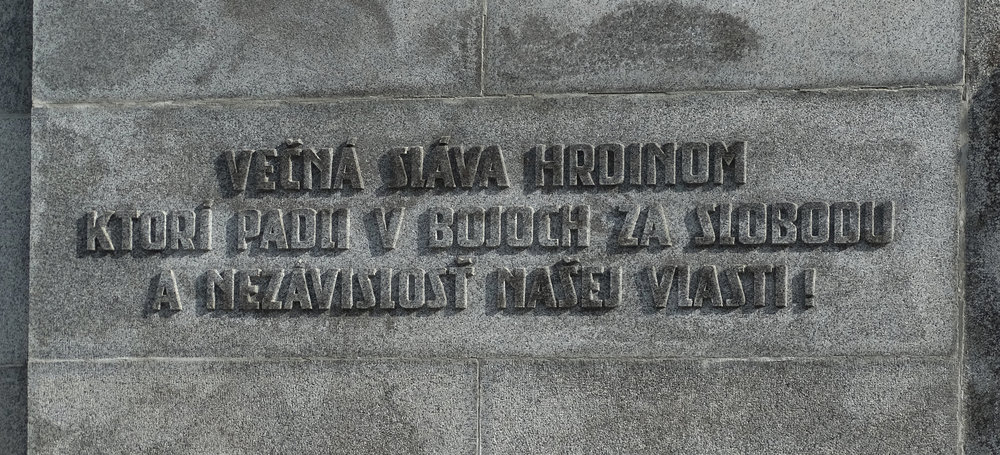 VEČNÁ SLÁVA HRDINOM
KTORÍ PADLI V BOJOCH ZA SLOBODU
A NEZÁVISLOSŤ NAŠEJ VLASTI!